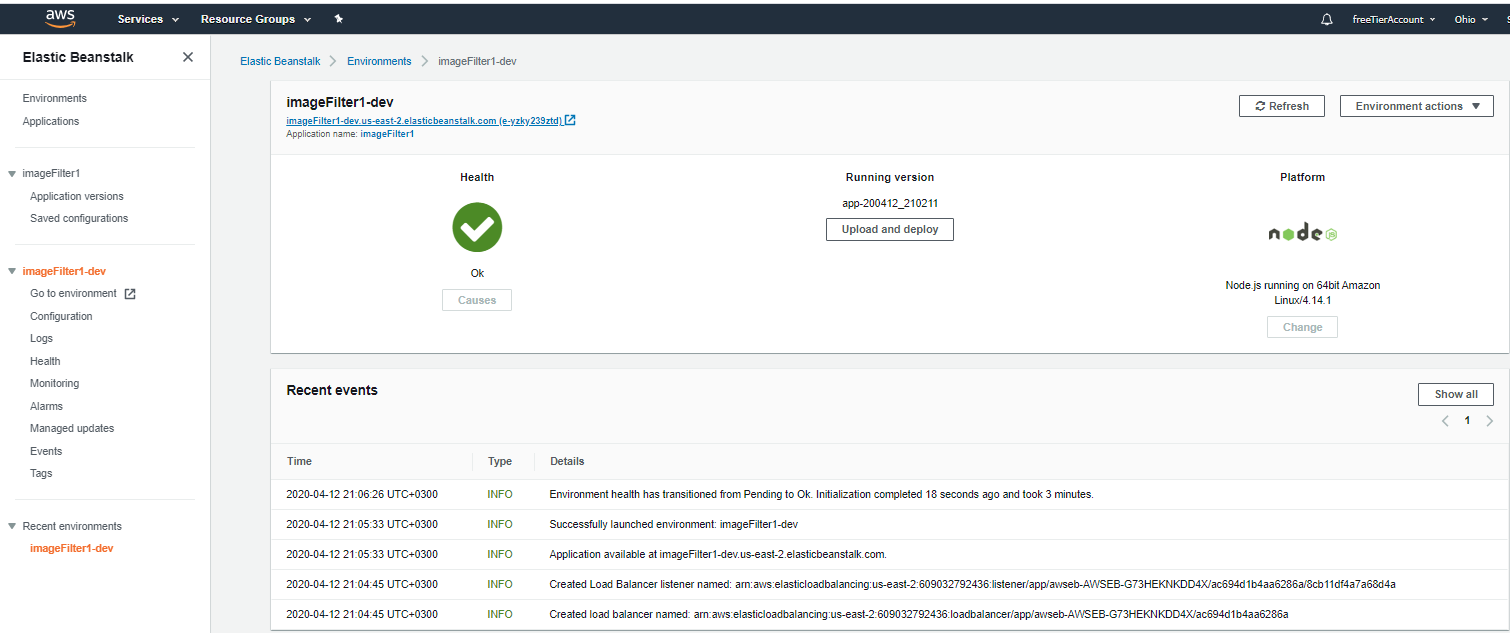 aws
Services
Resource Groups
freeTierAccount
Ohio
Elastic Beanstalk
Environments
Applications
imageFilter1
Application versions
Saved configurations
imageFilter1-dev
Go to environment
Configuration
Logs
Health
Monitoring
Alarms
Managed updates
Events
Tags
Recent environments
imageFilter1-dev
Elastic Beanstalk > Environments > imageFilter1-dev
imageFilter1-dev
imageFilter1-dev.us-east-2.elasticbeanstalk.com (e-yzky239ztd)
Application name: imageFilter1
Refresh
Environment actions
Health
Ok
Causes
Running version
app-200412_210211
Upload and deploy
Platform
node JS
Node.js running on 64bit Amazon
Linux/4.14.1
Change
Recent events
Show all
1
Time Type Details
2020-04-12 21:06:26 UTC+0300 INFO Environment health has transitioned from Pending to Ok. Initialization completed 18 seconds ago and took 3 minutes.
2020-04-12 21:05:33 UTC+0300 INFO Successfully launched environment: imageFilter1-dev
2020-04-12 21:05:33 UTC+0300 INFO Application available at imageFilter1-dev.us-east-2.elasticbeanstalk.com.
2020-04-12 21:04:45 UTC+0300 INFO Created Load Balancer listener named: arn:aws:elasticloadbalancing:us-east-2:609032792436:listener/app/awseb-AWSEB-G73HEKNKDD4X/ac694d1b4aa6286a/8cb11df4a7a68d4a
2020-04-12 21:04:45 UTC+0300 INFO Created load balancer named: arn:aws:elasticloadbalancing:us-east-2:609032792436:loadbalancer/app/awseb-AWSEB-G73HEKNKDD4X/ac694d1b4aa6286a